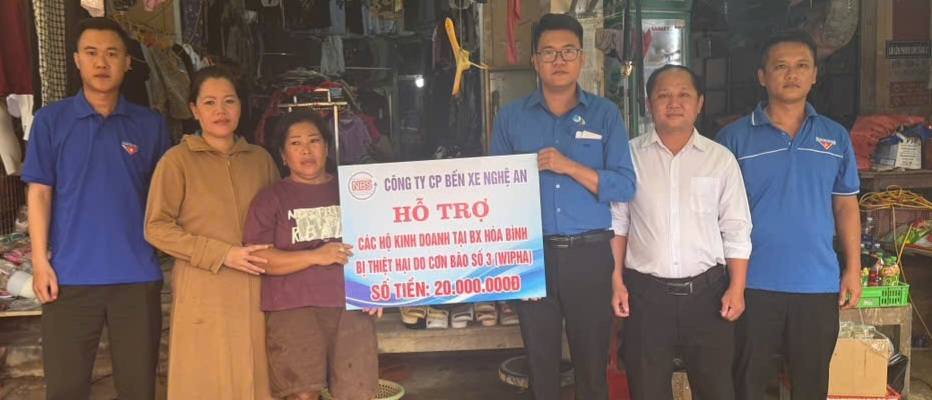 NBS
CÔNG TY CP BẾN XE NGHỆ AN
HỖ TRỢ
CÁC HỘ KINH DOANH TẠI BX HÒA BÌNH
BỊ THIỆT HẠI DO CƠN BÃO SỐ 3 (WIPHA)
SỐ TIỀN: 20.000.000Đ